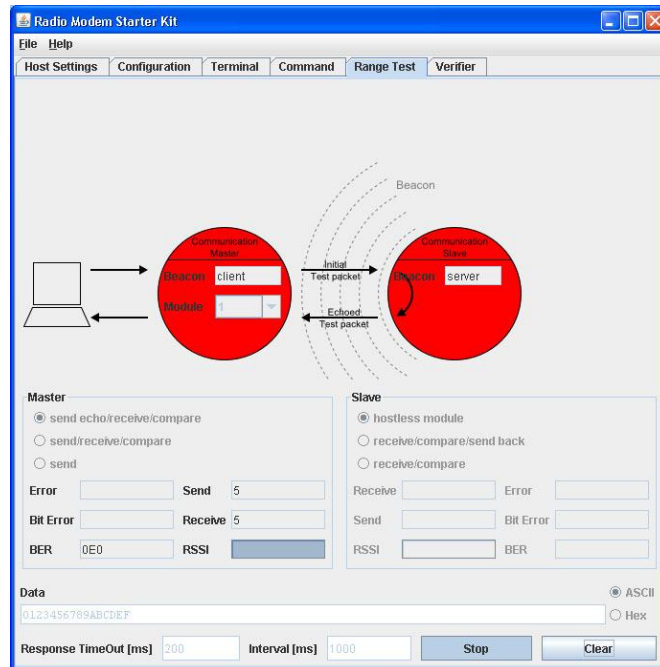 Radio Modem Starter Kit
File Help
Host Settings Configuration Terminal Command Range Test Verifier
Beacon
Communication Master
Communication Slave
Beacon client
Initial Test packet
Beacon server
Module 1
Echoed Test packet
Master
Slave
send echo/receive/compare
hostless module
send/receive/compare
receive/compare/send back
send
receive/compare
Error Send 5 Receive Error
Bit Error Receive 5 Send Bit Error
BER 0E0 RSSI RSSI BER
Data
ASCII
0123456789ABCDEF
Hex
Response TimeOut [ms] 200 Interval [ms] 1000 Stop Clear